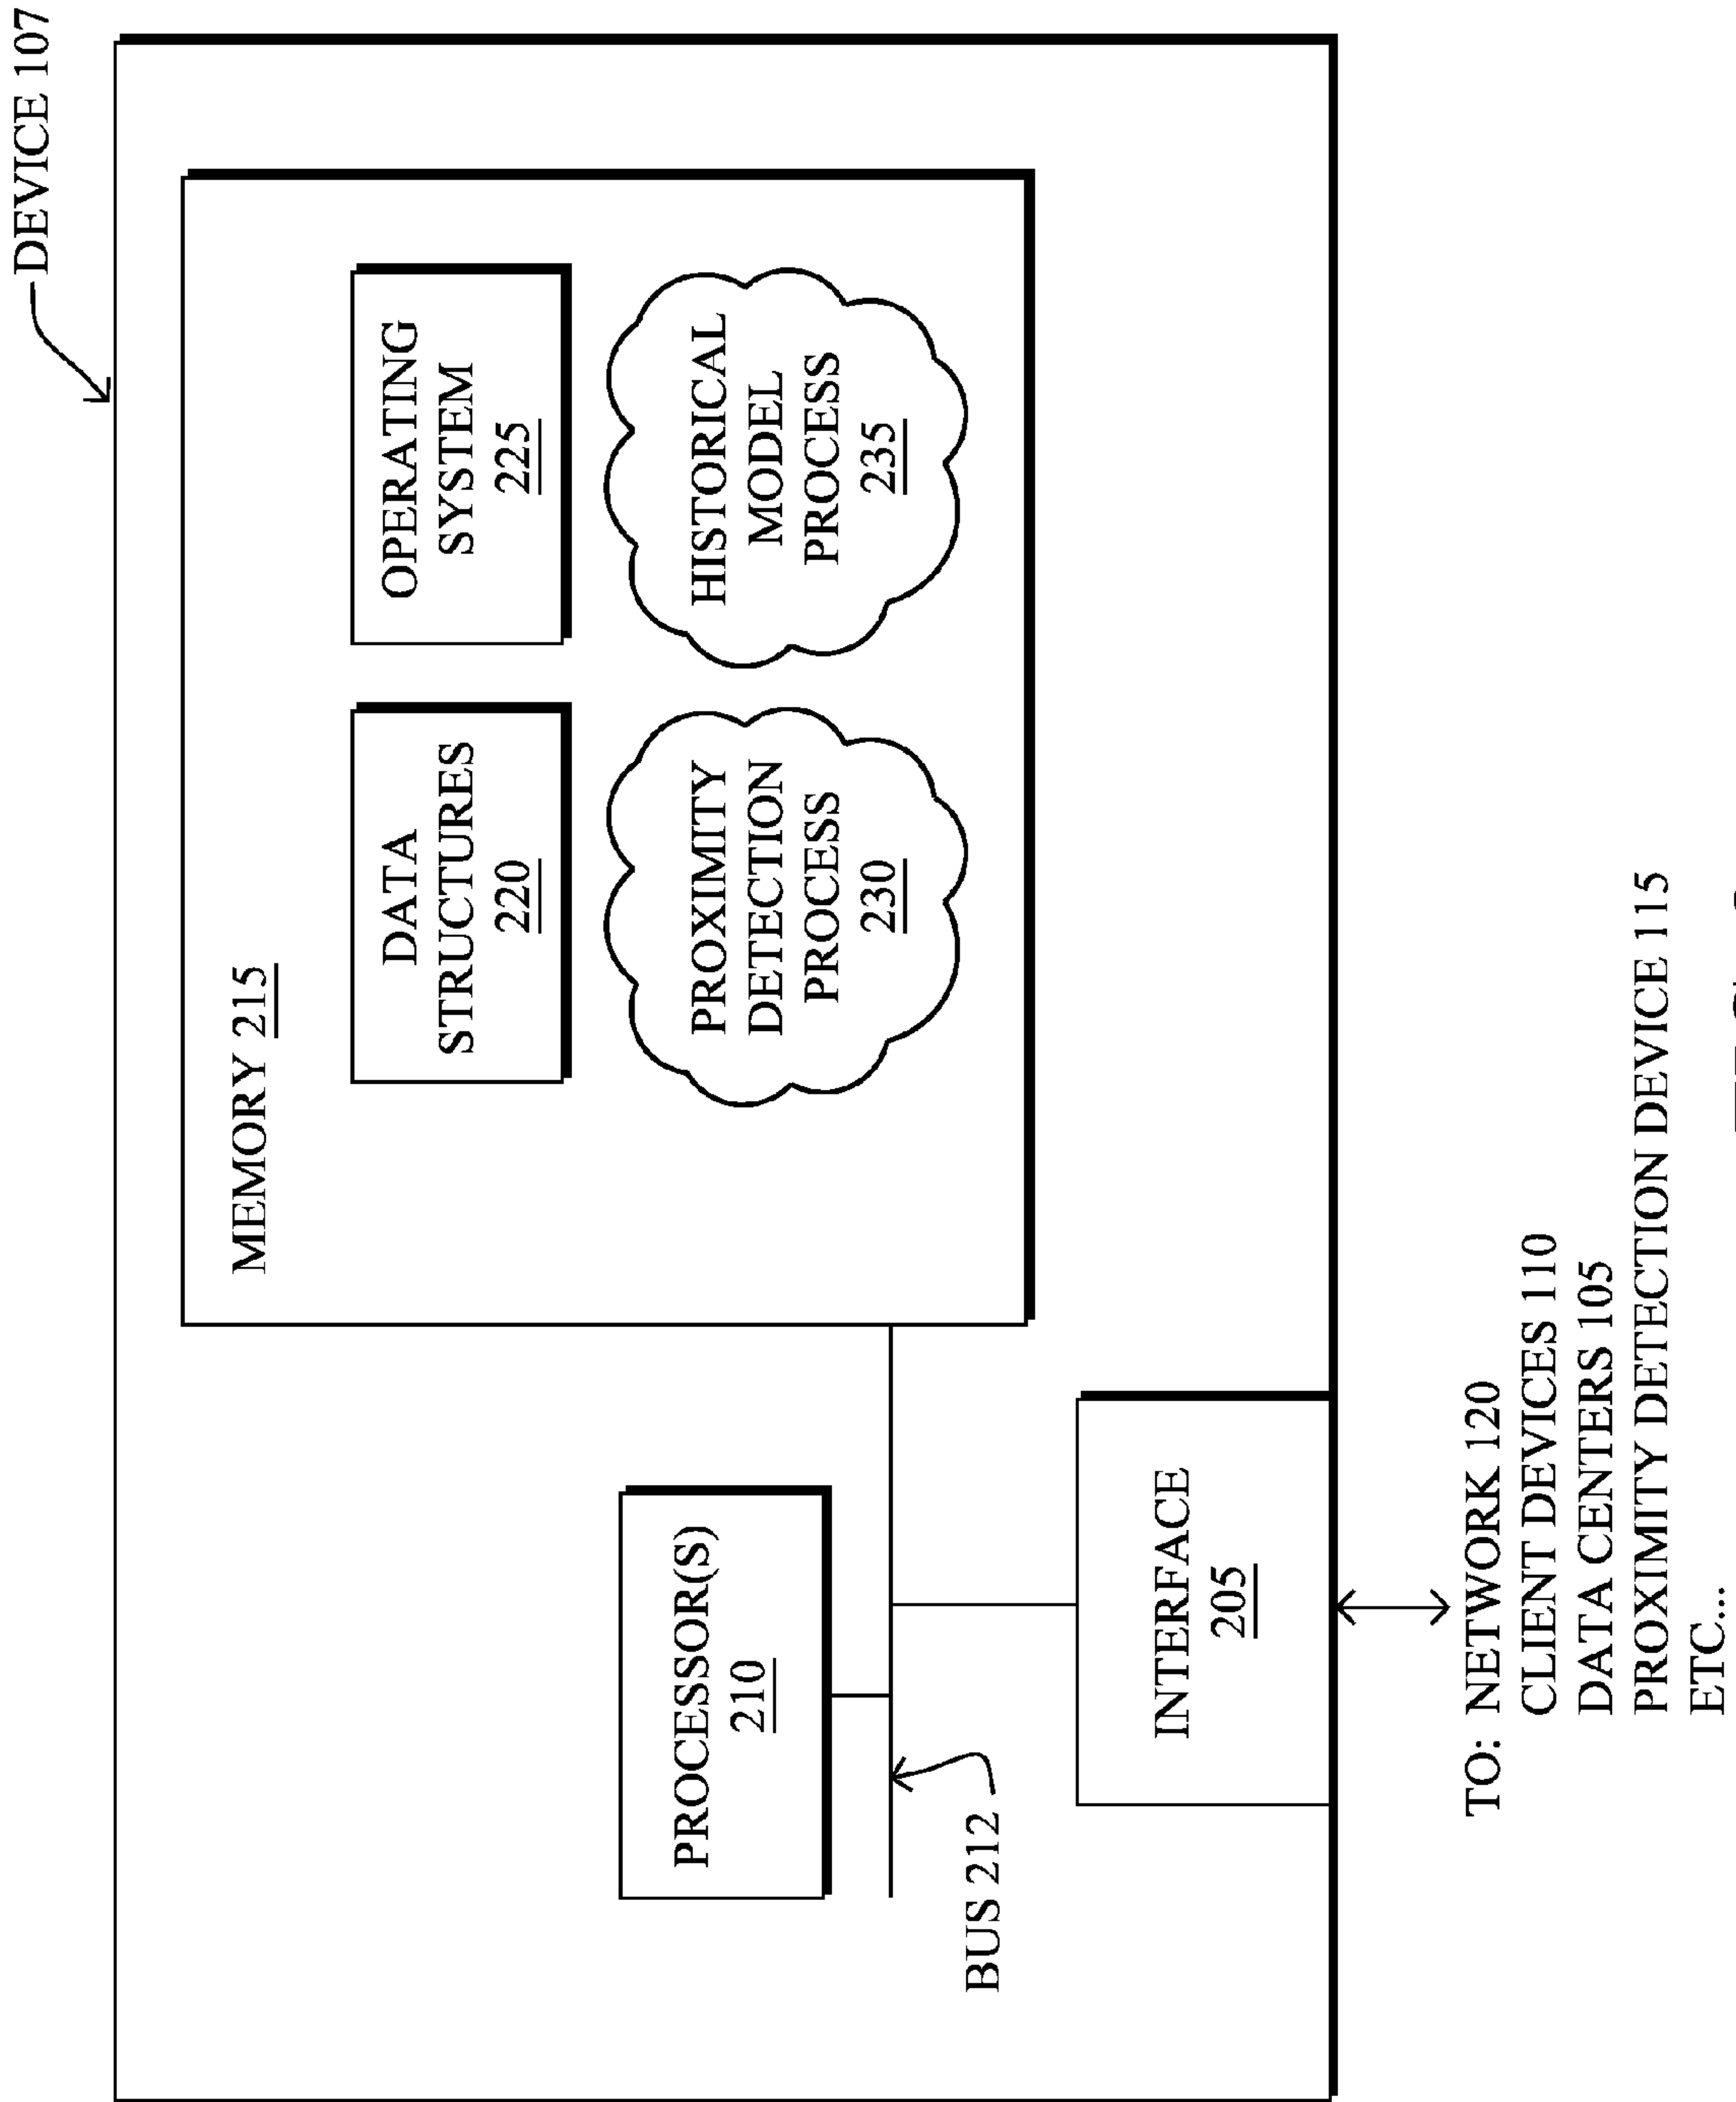 DEVICE 107
MEMORY 215
DATA
STRUCTURES
220
OPERATING
SYSTEM
225
PROXIMITY
DETECTION
PROCESS
230
HISTORICAL
MODEL
PROCESS
235
PROCESSOR(S)
210
BUS 212
INTERFACE
205
TO: NETWORK 120
CLIENT DEVICES 110
DATA CENTERS 105
PROXIMITY DETECTION DEVICE 115
ETC...